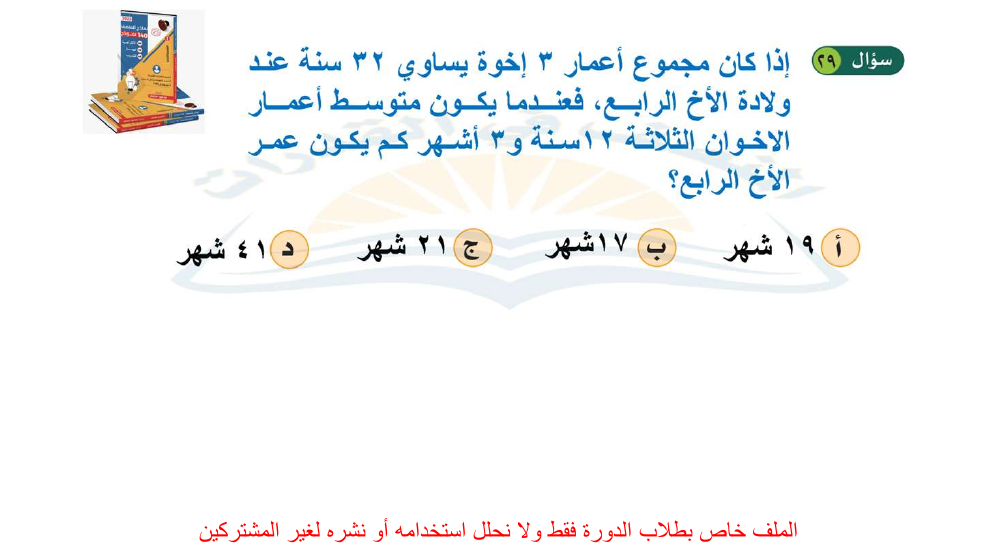 سؤال ٢٩
إذا كان مجموع أعمار ٣ إخوة يساوي ٣٢ سنة عند
ولادة الأخ الرابع، فعندما يكون متوسط أعمار
الاخوان الثلاثة ١٢سنة و٣ أشهر كم يكون عمر
الأخ الرابع؟
أ ١٩ شهر ب ١٧شهر ج ٢١ شهر د ٤١ شهر
الملف خاص بطلاب الدورة فقط ولا نحلل استخدامه أو نشره لغير المشتركين